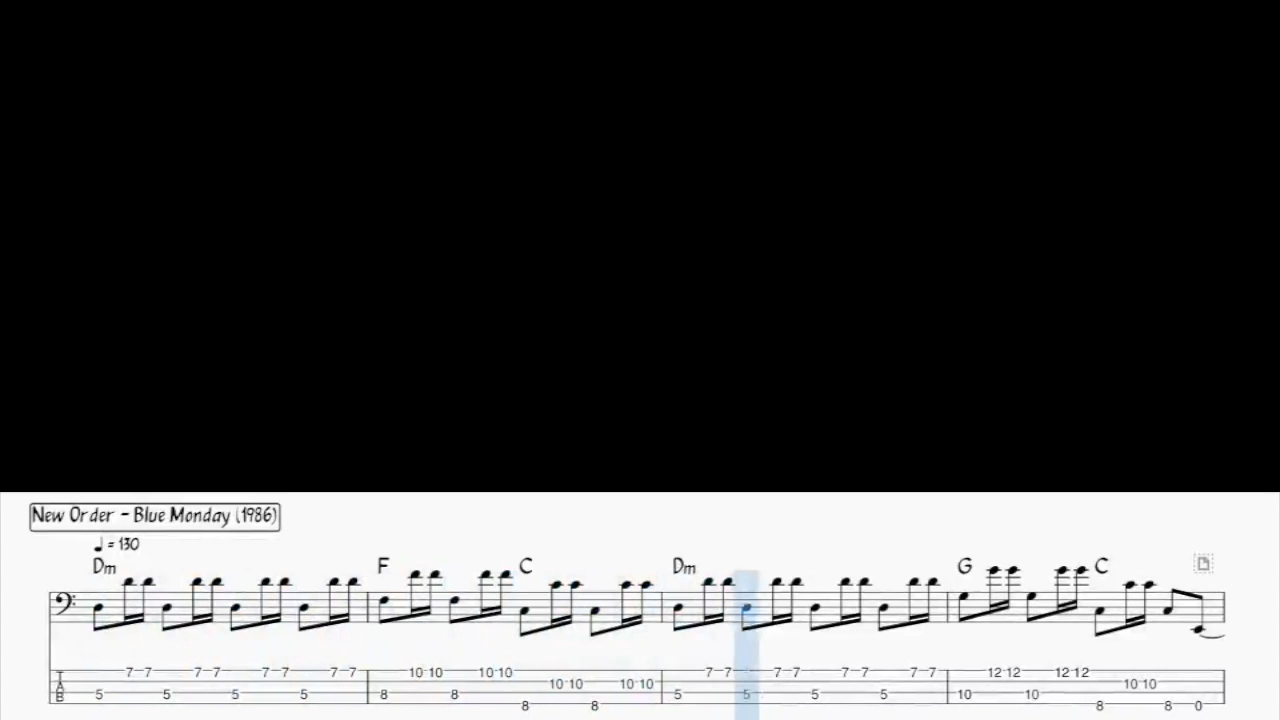 New Order - Blue Monday (1986)
♩ = 130
Dm F C Dm G C
7 7 7 7 7 7 7 7 10 10 10 10 7 7 7 7 7 7 7 7 12 12 12 12
T
A 10 10 10 10 10 10
B 5 5 5 5 8 8 5 5 5 5 10 10
8 8 8 8 0